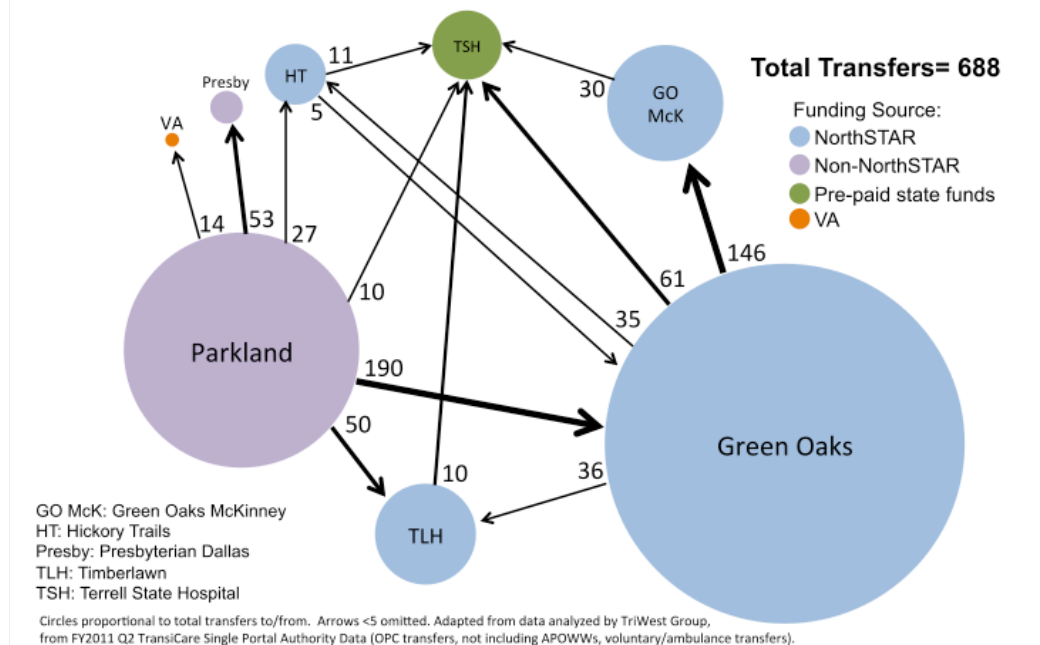 TSH
11
HT
5
Presby
VA
30
GO
McK
Total Transfers= 688
Funding Source:
NorthSTAR
Non-NorthSTAR
Pre-paid state funds
VA
14
53
27
10
61
146
35
Parkland
190
50
Green Oaks
36
10
TLH
GO McK: Green Oaks McKinney
HT: Hickory Trails
Presby: Presbyterian Dallas
TLH: Timberlawn
TSH: Terrell State Hospital
Circles proportional to total transfers to/from. Arrows <5 omitted. Adapted from data analyzed by TriWest Group,
from FY2011 Q2 TransiCare Single Portal Authority Data (OPC transfers, not including APOWWs, voluntary/ambulance transfers).